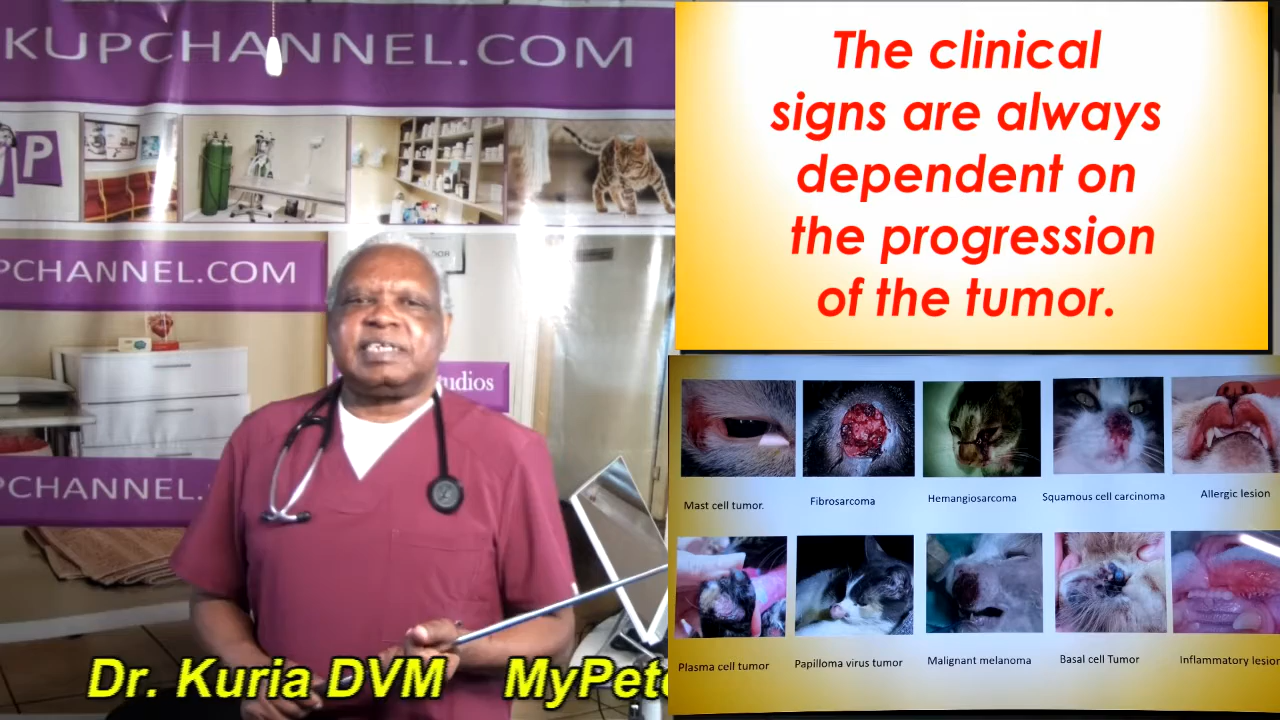 KUPCHANNEL.COM
P
PCHANNEL.COM
udios
PCHANNEL.
Dr. Kuria DVM MyPet
The clinical
signs are always
dependent on
the progression
of the tumor.
Mast cell tumor.
Fibrosarcoma
Hemangiosarcoma
Squamous cell carcinoma
Allergic lesion
Plasma cell tumor
Papilloma virus tumor
Malignant melanoma
Basal cell Tumor
Inflammatory lesion